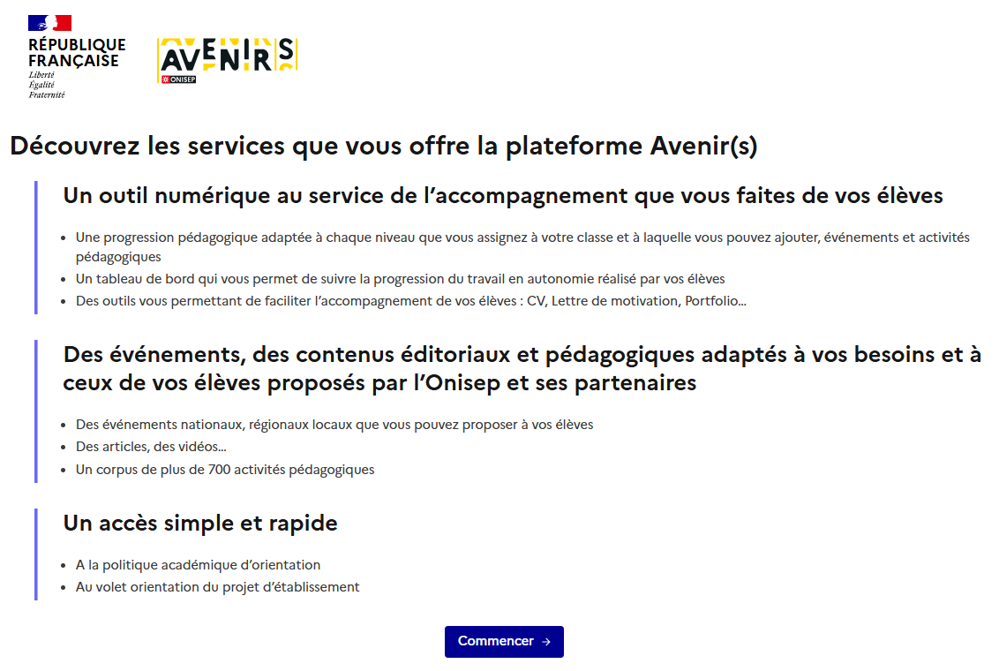 RÉPUBLIQUE
FRANÇAISE
Liberté
Égalité
Fraternité
AVENIRS
ONISEP
Découvrez les services que vous offre la plateforme Avenir(s)
Un outil numérique au service de l’accompagnement que vous faites de vos élèves
• Une progression pédagogique adaptée à chaque niveau que vous assignez à votre classe et à laquelle vous pouvez ajouter, événements et activités
pédagogiques
• Un tableau de bord qui vous permet de suivre la progression du travail en autonomie réalisé par vos élèves
• Des outils vous permettant de faciliter l’accompagnement de vos élèves : CV, Lettre de motivation, Portfolio…
Des événements, des contenus éditoriaux et pédagogiques adaptés à vos besoins et à
ceux de vos élèves proposés par l’Onisep et ses partenaires
• Des événements nationaux, régionaux locaux que vous pouvez proposer à vos élèves
• Des articles, des vidéos…
• Un corpus de plus de 700 activités pédagogiques
Un accès simple et rapide
• A la politique académique d’orientation
• Au volet orientation du projet d’établissement
Commencer →